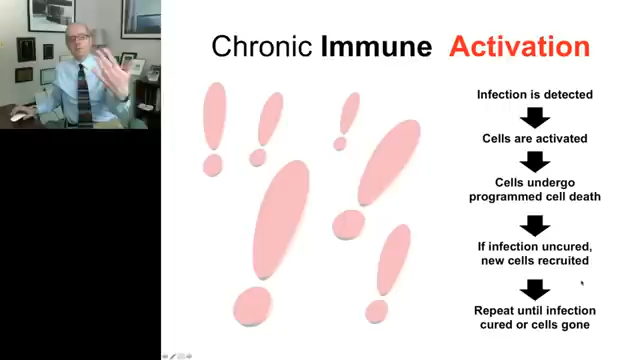 Chronic Immune Activation
Infection is detected
Cells are activated
Cells undergo
programmed cell death
If infection uncured,
new cells recruited
Repeat until infection
cured or cells gone